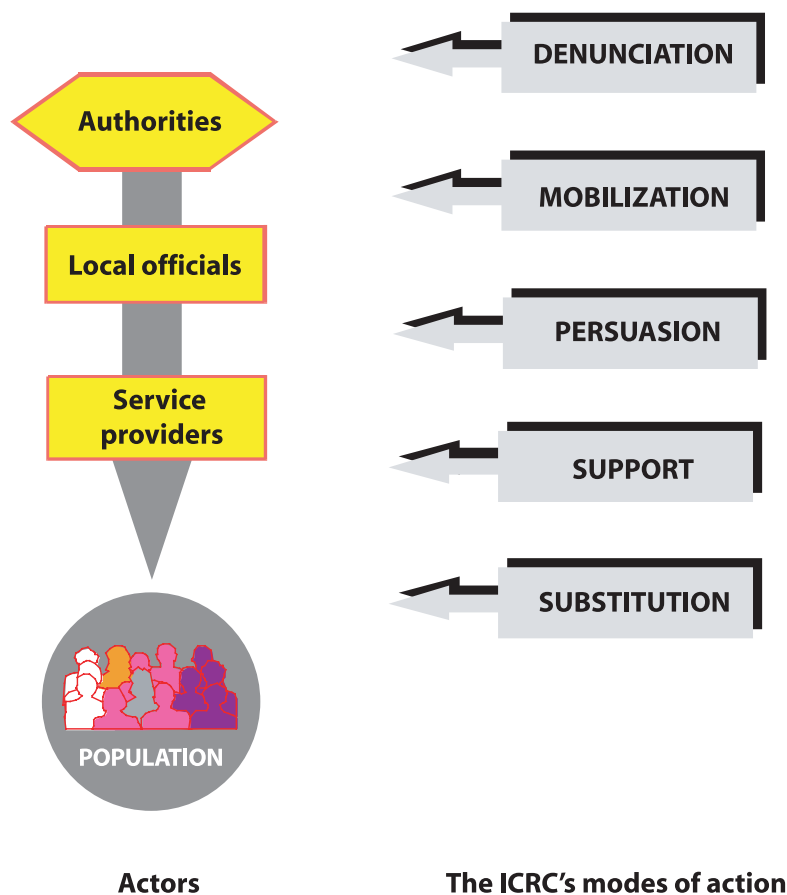 Authorities
Local officials
Service
providers
POPULATION
Actors
DENUNCIATION
MOBILIZATION
PERSUASION
SUPPORT
SUBSTITUTION
The ICRC's modes of action